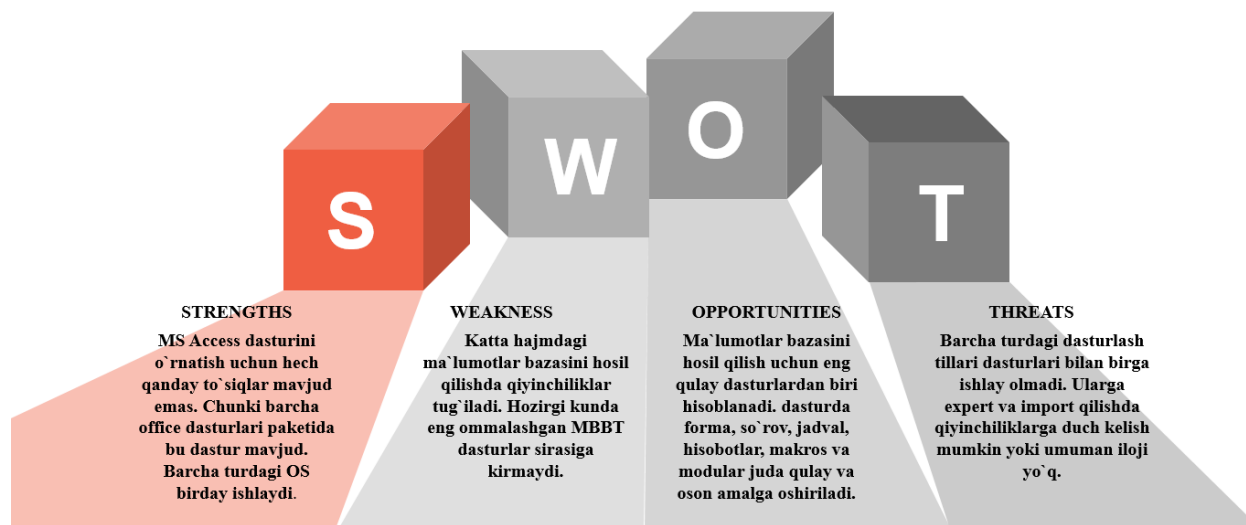 S
W
O
T
STRENGTHS
MS Access dasturini
o`rnatish uchun hech
qanday to`siqlar mavjud
emas. Chunki barcha
office dasturlari paketida
bu dastur mavjud.
Barcha turdagi OS
birday ishlaydi.
WEAKNESS
Katta hajmdagi
ma`lumotlar bazasini hosil
qilishda qiyinchiliklar
tug`iladi. Hozirgi kunda
eng ommalashgan MBBT
dasturlar sirasiga
kirmaydi.
OPPORTUNITIES
Ma`lumotlar bazasini
hosil qilish uchun eng
qulay dasturlardan biri
hisoblanadi. dasturda
forma, so`rov, jadval,
hisobotlar, makros va
modular juda qulay va
oson amalga oshiriladi.
THREATS
Barcha turdagi dasturlash
tillari dasturlari bilan birga
ishlay olmadi. Ularga
expert va import qilishda
qiyinchiliklarga duch kelish
mumkin yoki umuman iloji
yo`q.